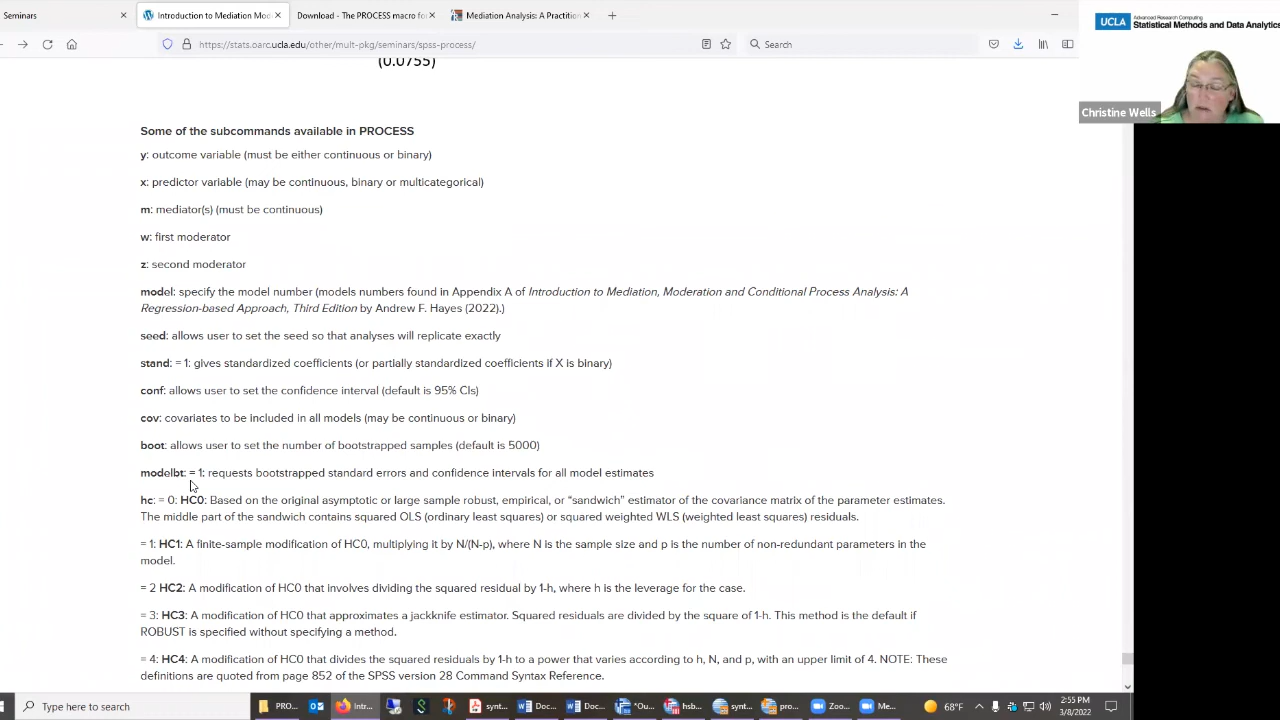 Seminars
Introduction to Mediation Mod
Download - The PROCESS macro for
Mediation Analysis: A Practition
UCLA
Advanced Research Computing
Statistical Methods and Data Analytics
https://stats.oarc.ucla.edu/other/mult-pkg/seminars/spss-process/
Search
(0.0755)
Christine Wells
Some of the subcommands available in PROCESS
y: outcome variable (must be either continuous or binary)
x: predictor variable (may be continuous, binary or multicategorical)
m: mediator(s) (must be continuous)
w: first moderator
z: second moderator
model: specify the model number (models numbers found in Appendix A of Introduction to Mediation, Moderation and Conditional Process Analysis: A
Regression-based Approach, Third Edition by Andrew F. Hayes (2022).)
seed: allows user to set the seed so that analyses will replicate exactly
stand: = 1: gives standardized coefficients (or partially standardized coefficients if X is binary)
conf: allows user to set the confidence interval (default is 95% CIs)
cov: covariates to be included in all models (may be continuous or binary)
boot: allows user to set the number of bootstrapped samples (default is 5000)
modelbt: = 1: requests bootstrapped standard errors and confidence intervals for all model estimates
hc: = 0: HC0: Based on the original asymptotic or large sample robust, empirical, or “sandwich” estimator of the covariance matrix of the parameter estimates.
The middle part of the sandwich contains squared OLS (ordinary least squares) or squared weighted WLS (weighted least squares) residuals.
= 1: HC1: A finite-sample modification of HC0, multiplying it by N/(N-p), where N is the sample size and p is the number of non-redundant parameters in the
model.
= 2 HC2: A modification of HC0 that involves dividing the squared residual by 1-h, where h is the leverage for the case.
= 3: HC3: A modification of HC0 that approximates a jackknife estimator. Squared residuals are divided by the square of 1-h. This method is the default if
ROBUST is specified without specifying a method.
= 4: HC4: A modification of HC0 that divides the squared residuals by 1-h to a power that varies according to h, N, and p, with an upper limit of 4. NOTE: These
definitions are quoted from page 852 of the SPSS version 28 Command Syntax Reference.
Type here to search
PRO...
Intr...
synt...
Doc...
Doc...
*Ou...
hsb...
synt...
pro...
Zoo...
Me...
68°F
2:55 PM
3/8/2022